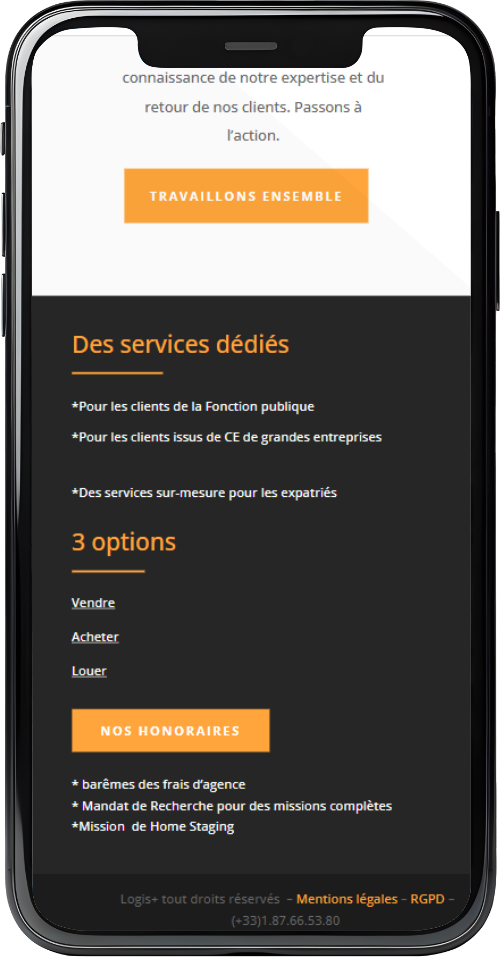 connaissance de notre expertise et du
retour de nos clients. Passons à
l'action.
TRAVAILLONS ENSEMBLE
Des services dédiés
*Pour les clients de la Fonction publique
*Pour les clients issus de CE de grandes entreprises
*Des services sur-mesure pour les expatriés
3 options
Vendre
Acheter
Louer
NOS HONORAIRES
* barêmes des frais d'agence
* Mandat de Recherche pour des missions complètes
*Mission  de Home Staging
Logis+ tout droits réservés  – Mentions légales – RGPD –
(+33)1.87.66.53.80